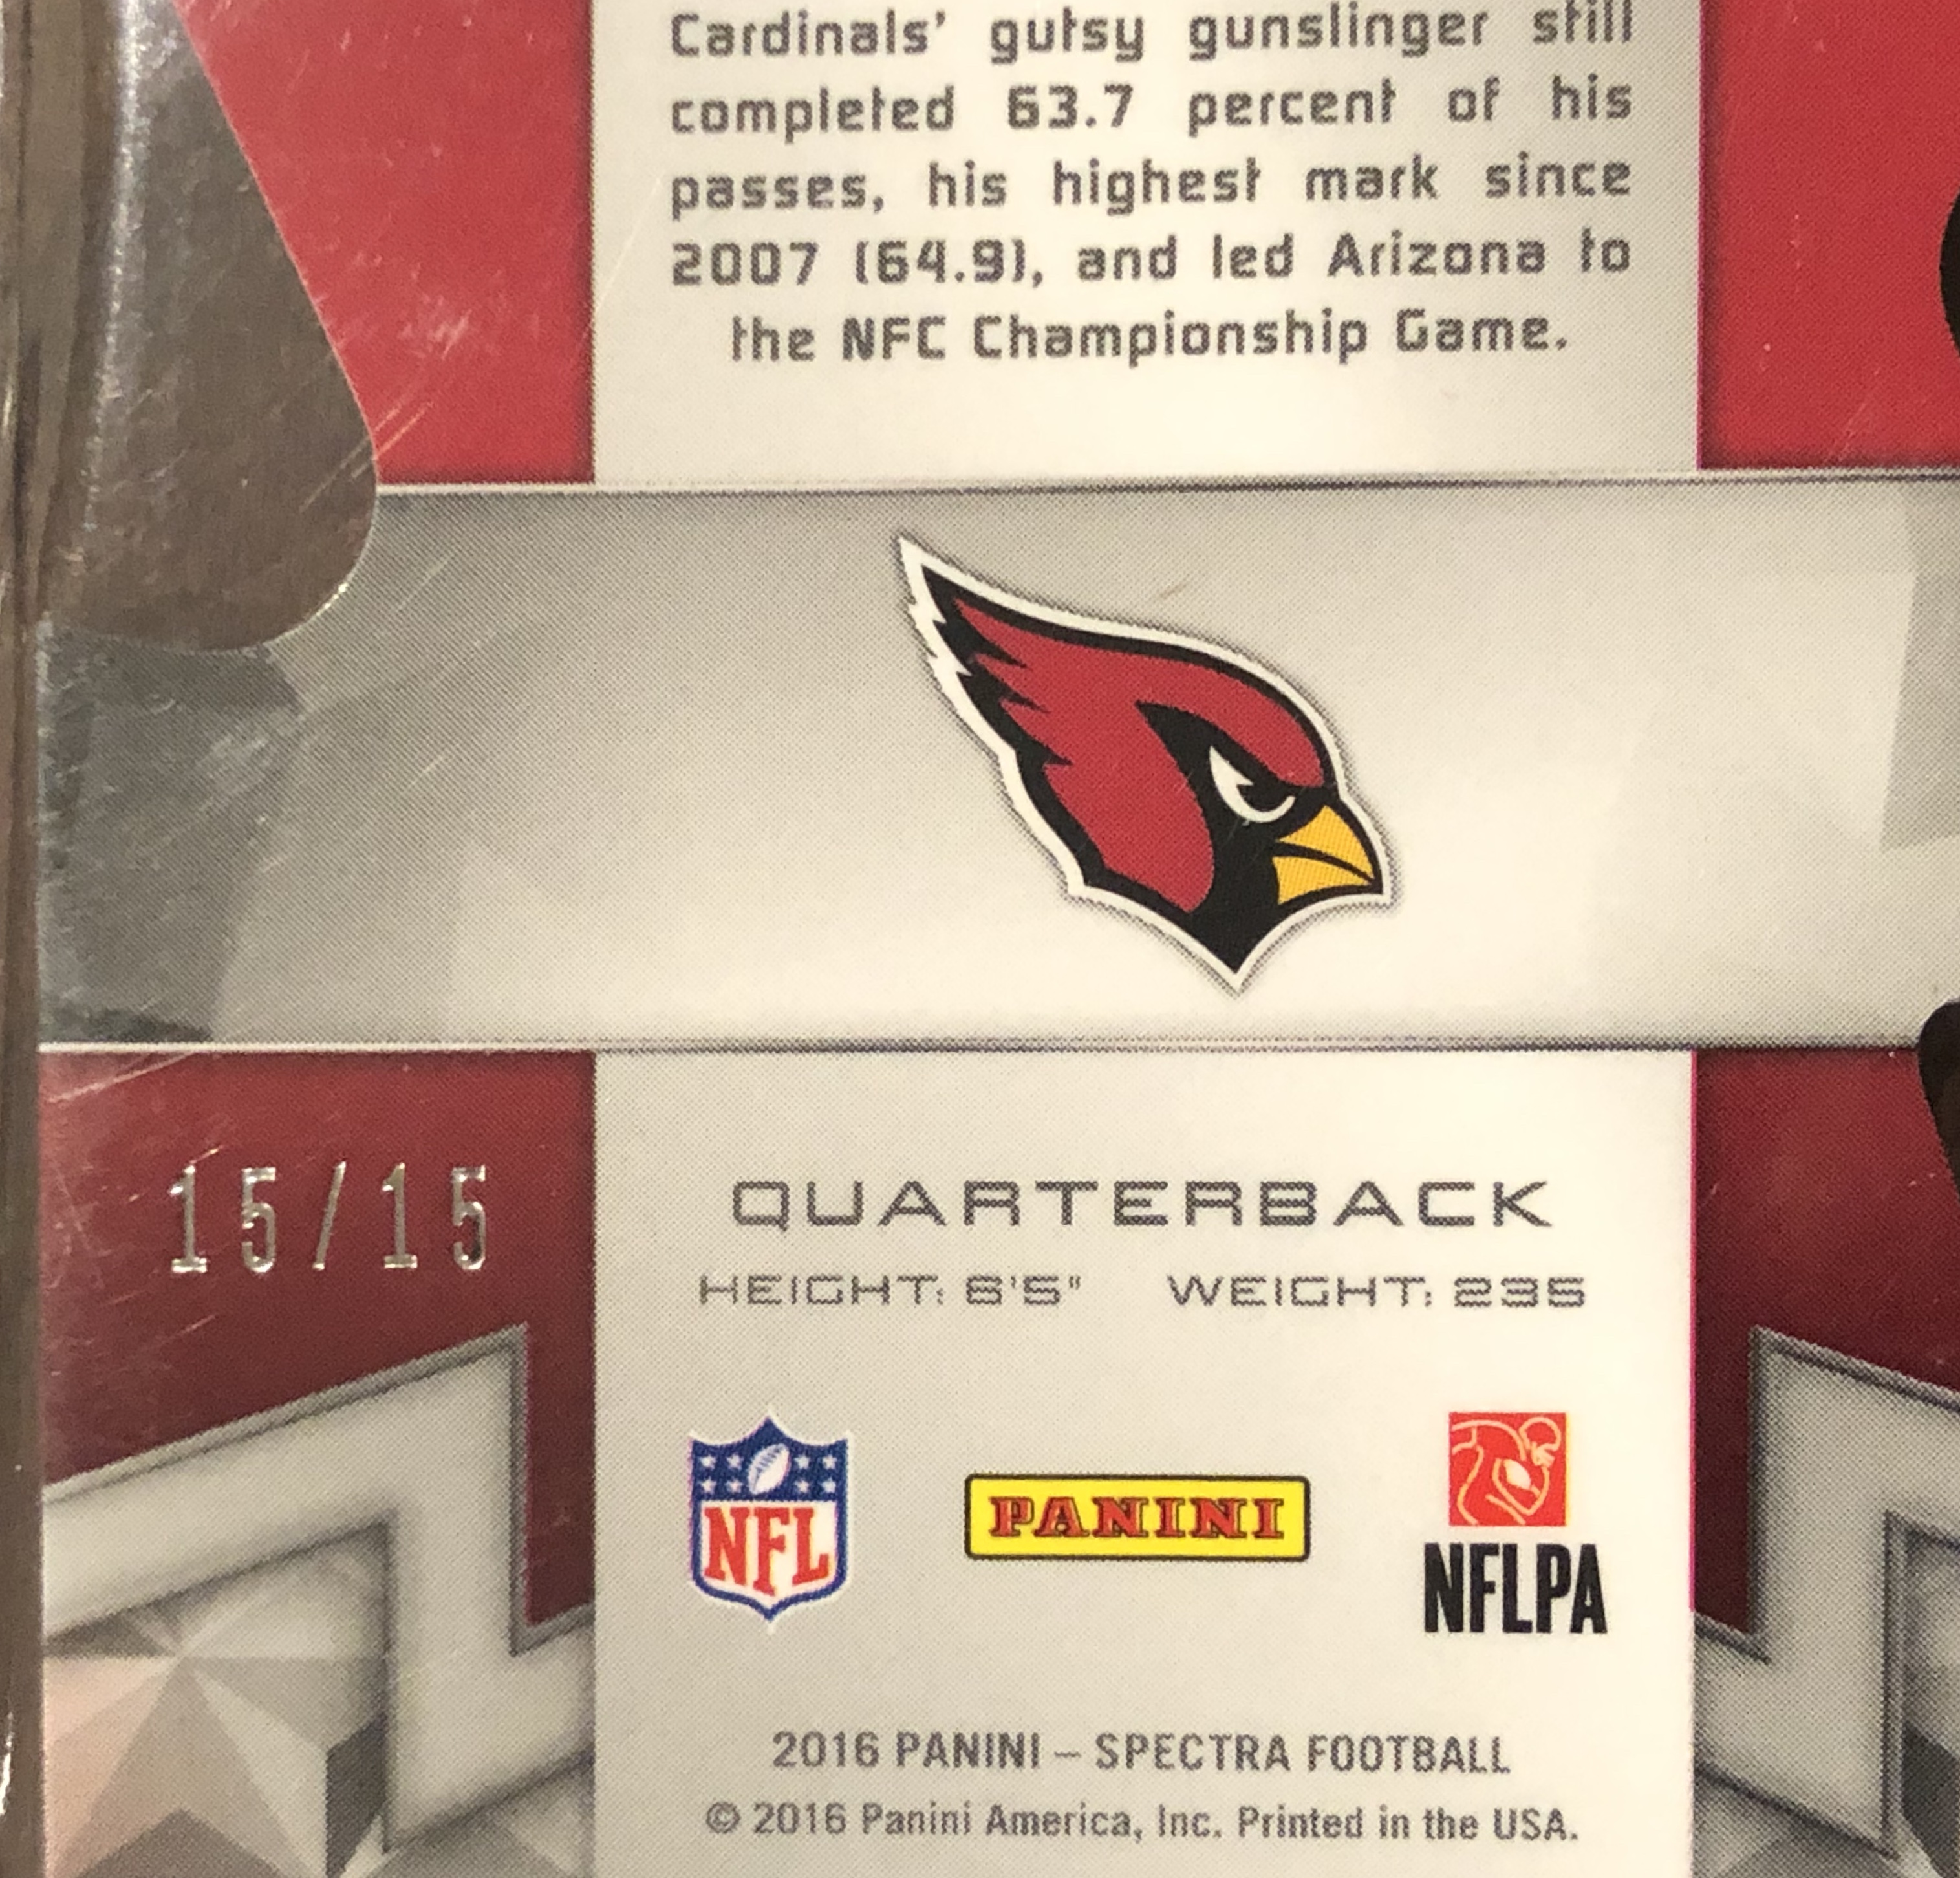 Cardinals' gutsy gunslinger still
completed 63.7 percent of his
passes, his highest mark since
2007 (64.9), and led Arizona to
the NFC Championship Game.
15/15
QUARTERBACK
HEIGHT: 6'5" WEIGHT: 235
NFL
PANINI
NFLPA
2016 PANINI – SPECTRA FOOTBALL
© 2016 Panini America, Inc. Printed in the USA.